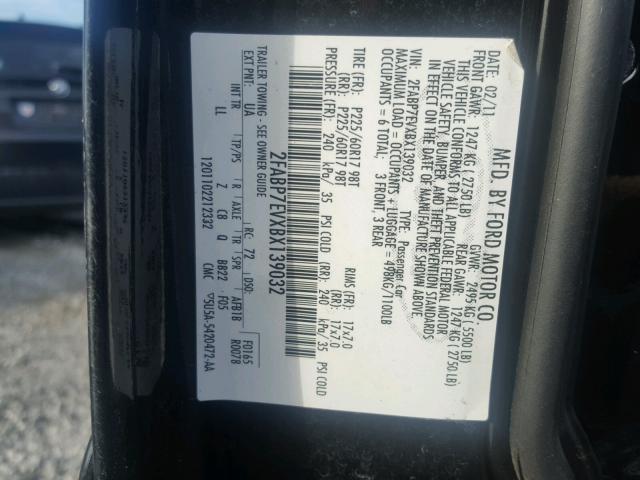 MFD. BY FORD MOTOR CO.
DATE: 02/11 GVWR: 2495 KG ( 5500 LB)
FRONT GAWR: 1247 KG ( 2750 LB) REAR GAWR: 1247 KG ( 2750 LB)
THIS VEHICLE CONFORMS TO ALL APPLICABLE FEDERAL MOTOR
VEHICLE SAFETY, BUMPER, AND THEFT PREVENTION STANDARDS
IN EFFECT ON THE DATE OF MANUFACTURE SHOWN ABOVE.
VIN: 2FABP7EVXBX139032 TYPE: Passenger Car
MAXIMUM LOAD = OCCUPANTS + LUGGAGE = 498KG/1100LB
OCCUPANTS = 6 TOTAL: 3 FRONT, 3 REAR
TIRE (FR): P225/60R17 98T RIMS (FR): 17x7.0
(RR): P225/60R17 98T (RR): 17x7.0
(FR): 240 kPa/ 35 PSI COLD (RR): 240 kPa/ 35 PSI COLD
2FABP7EVXBX139032
TRAILER TOWING - SEE OWNER GUIDE
EXT PNT: UA RC: 72 DSO: F0165
INT TR TP/PS R AXLE TR SPR AFB1B R0078
LL Z CB Q BB22 F05
1201102212332 CMC 5U5A-5420472-AA